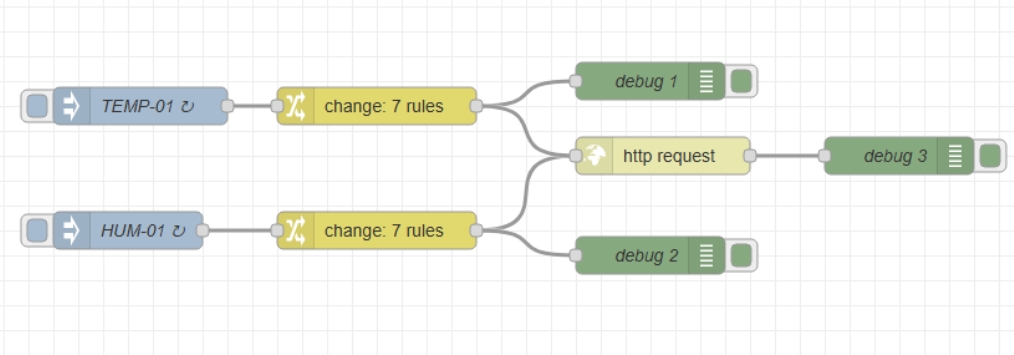 debug 1
TEMP-01 ↻
change: 7 rules
http request
debug 3
HUM-01 ↻
change: 7 rules
debug 2